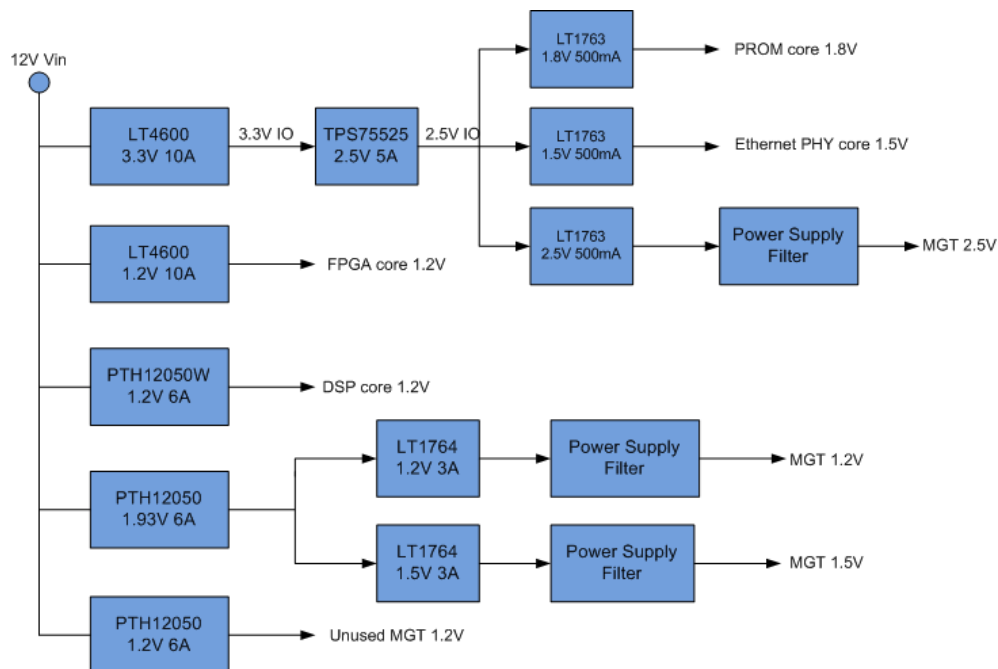 12V Vin
LT4600
3.3V 10A
3.3V IO
TPS75525
2.5V 5A
2.5V IO
LT1763
1.8V 500mA
PROM core 1.8V
LT1763
1.5V 500mA
Ethernet PHY core 1.5V
LT1763
2.5V 500mA
Power Supply
Filter
MGT 2.5V
LT4600
1.2V 10A
FPGA core 1.2V
PTH12050W
1.2V 6A
DSP core 1.2V
PTH12050
1.93V 6A
LT1764
1.2V 3A
Power Supply
Filter
MGT 1.2V
LT1764
1.5V 3A
Power Supply
Filter
MGT 1.5V
PTH12050
1.2V 6A
Unused MGT 1.2V